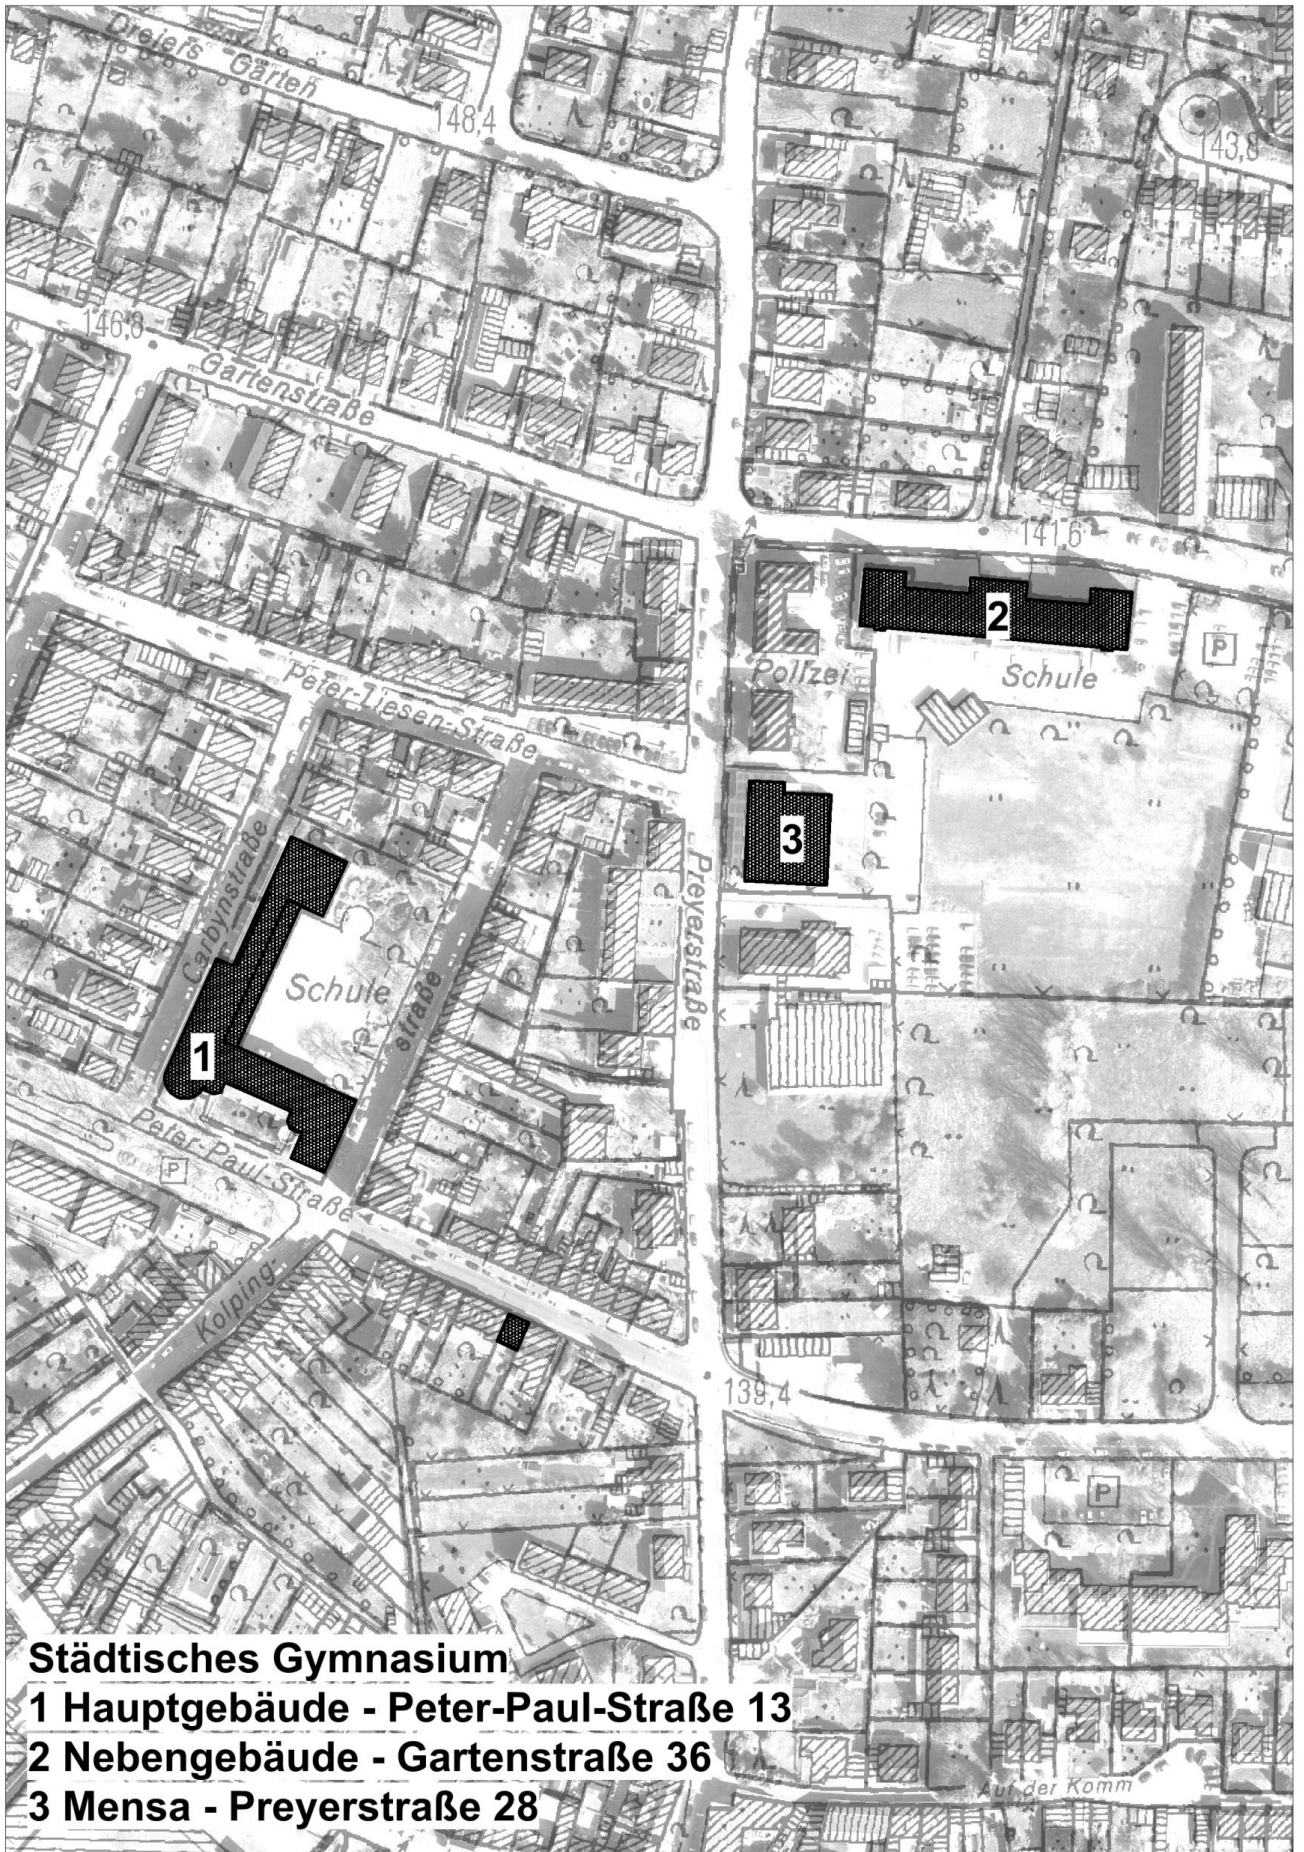 Dreiers Gärten
148,4
143,8
146,8
Gartenstraße
141,6
2
P
Polizei
Schule
Peter-Liesen-Straße
3
Carbynstraße
Preyerstraße
Schule
straße
1
Peter-Paul-Straße
P
Kolping-
139,4
P
Städtisches Gymnasium
1 Hauptgebäude - Peter-Paul-Straße 13
2 Nebengebäude - Gartenstraße 36
3 Mensa - Preyerstraße 28
Auf der Komm